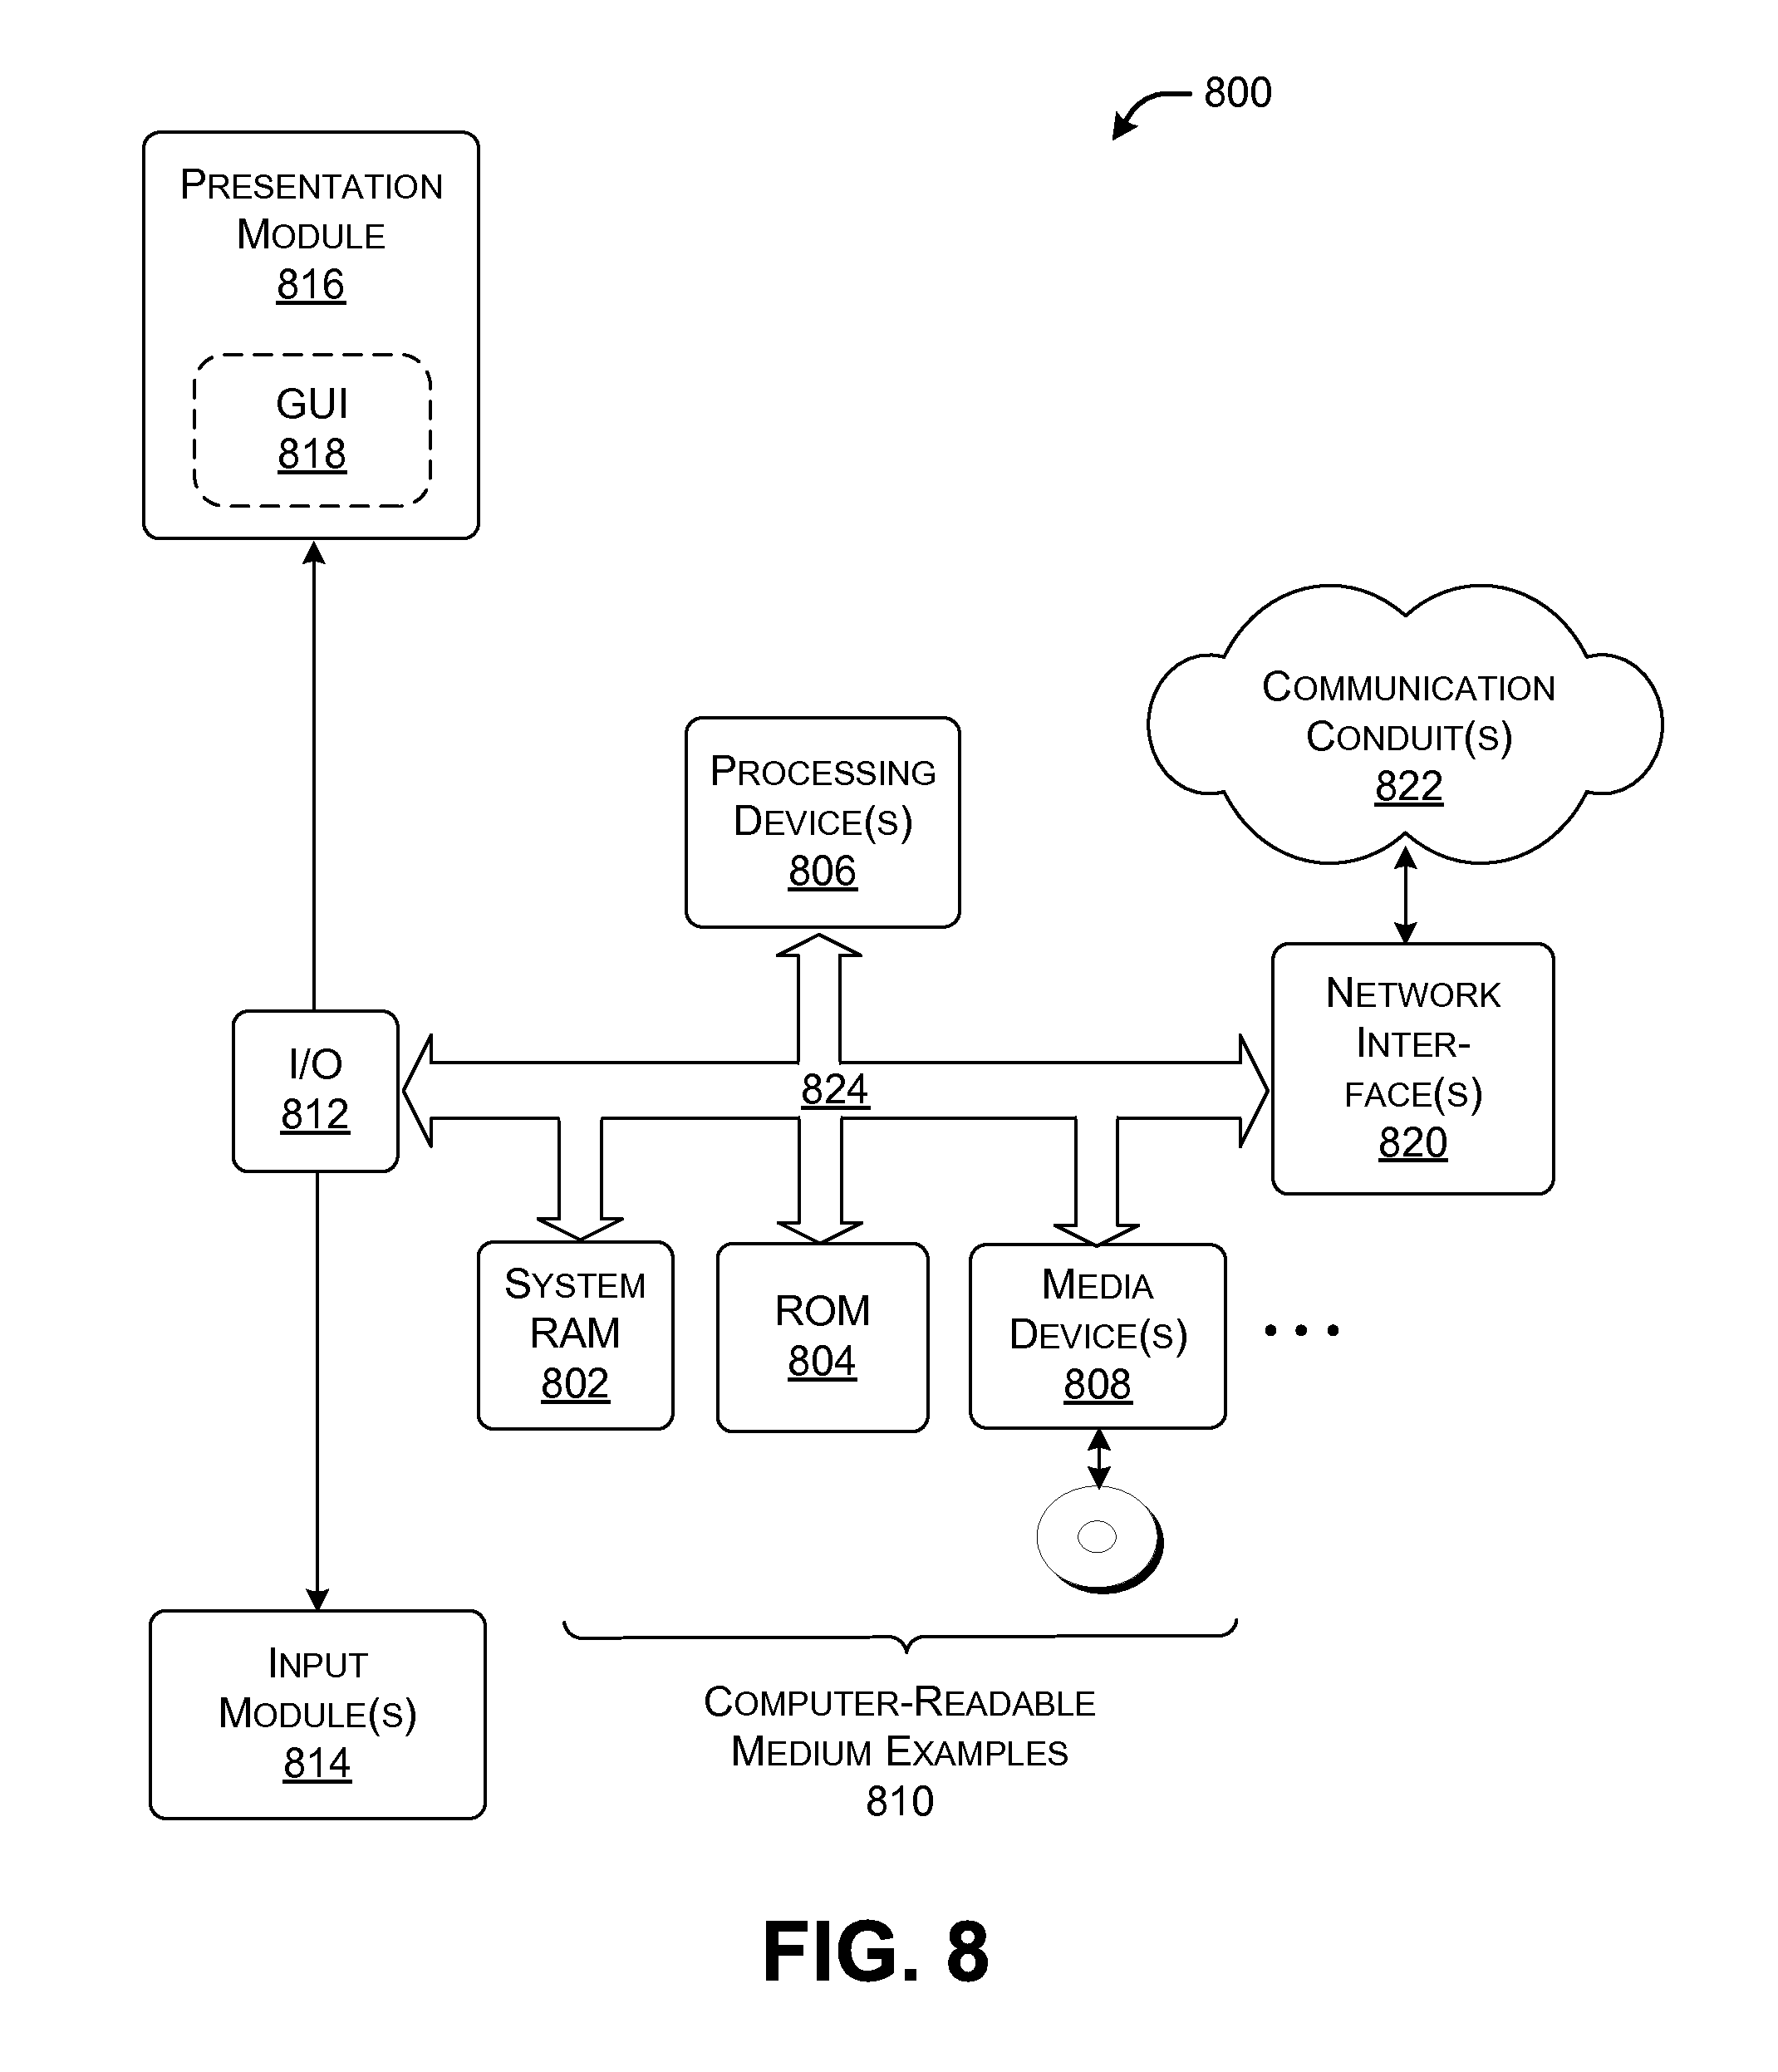 800
PRESENTATION
MODULE
816
GUI
818
COMMUNICATION
CONDUIT(S)
822
PROCESSING
DEVICE(S)
806
NETWORK
INTER-
FACE(S)
820
I/O
812
824
SYSTEM
RAM
802
ROM
804
MEDIA
DEVICE(S)
808
INPUT
MODULE(S)
814
COMPUTER-READABLE
MEDIUM EXAMPLES
810
FIG. 8